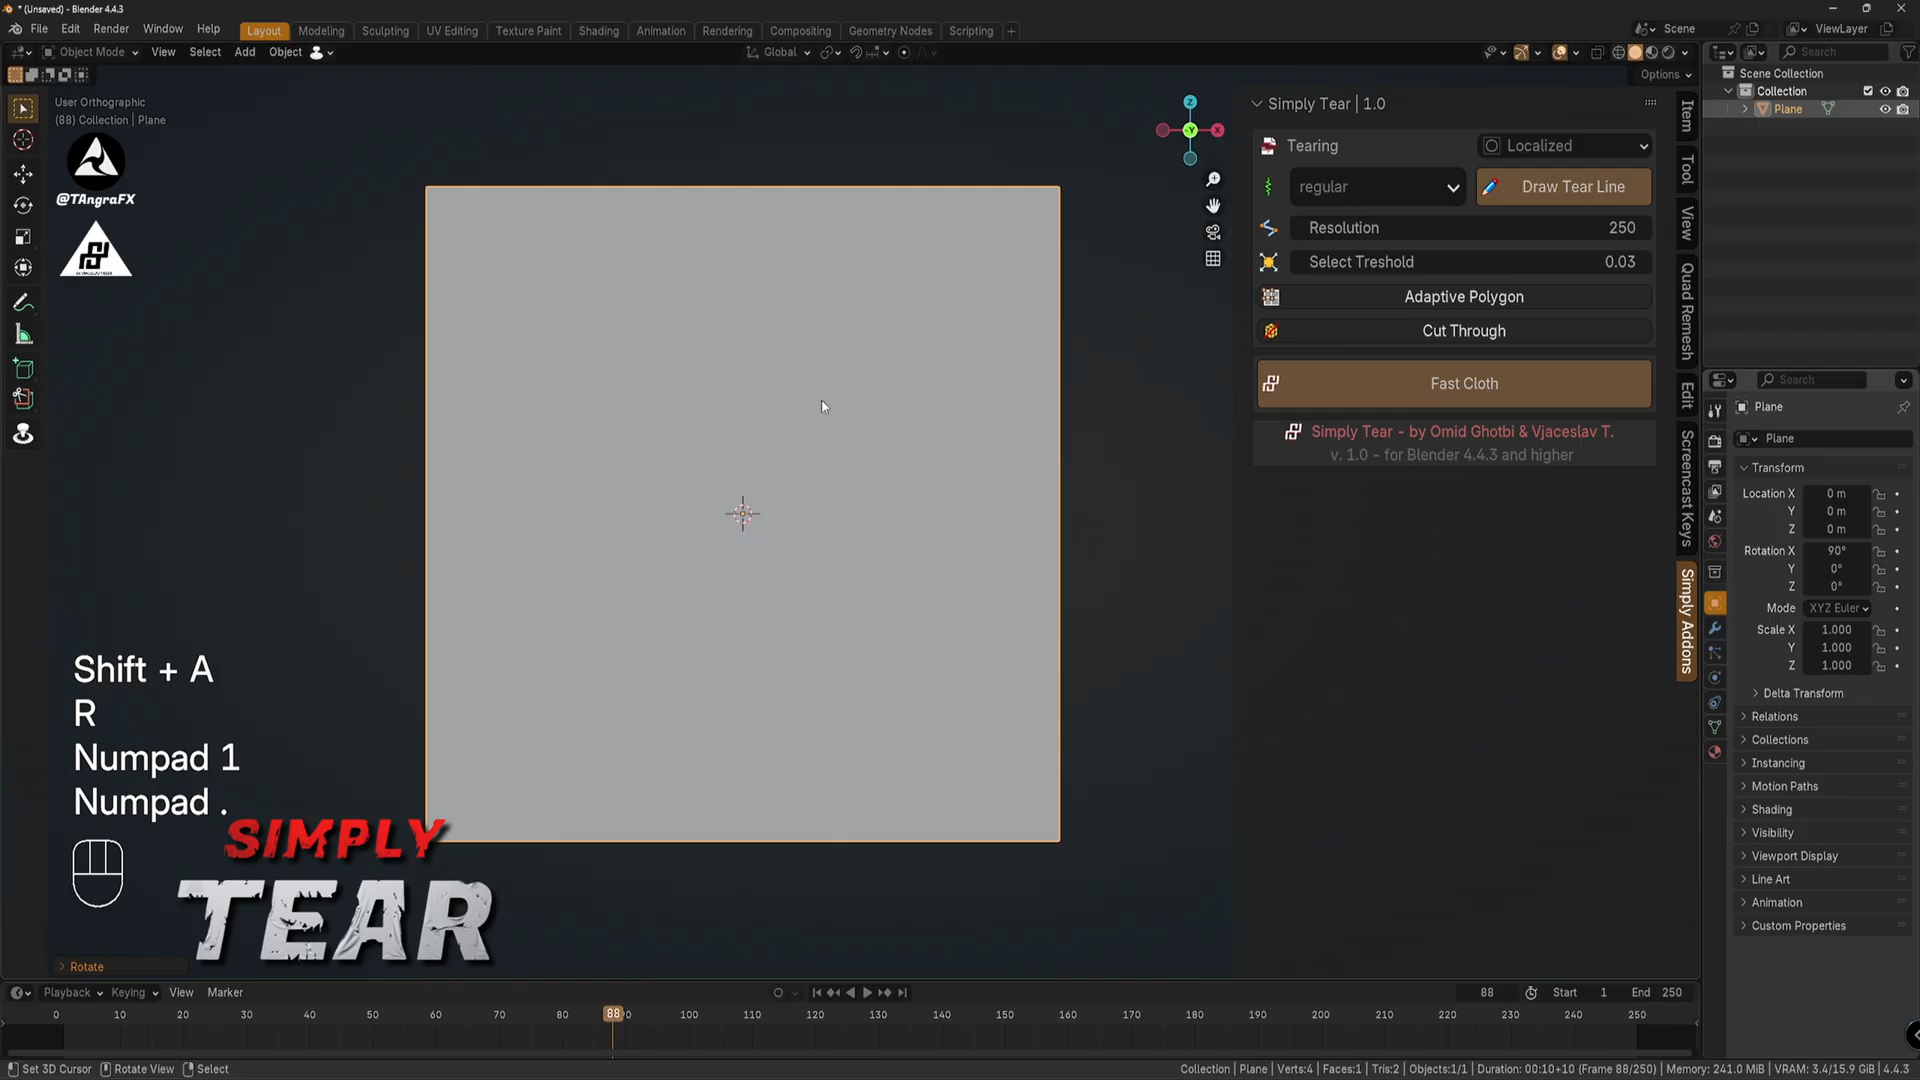 * (Unsaved) - Blender 4.4.3
File Edit Render Window Help
Layout Modeling Sculpting UV Editing Texture Paint Shading Animation Rendering Compositing Geometry Nodes Scripting +
Scene
ViewLayer
Object Mode View Select Add Object
Global
Search
Options
User Orthographic
(88) Collection | Plane
@TAngraFX
Z
-Y
X
Simply Tear | 1.0
Tearing Localized
regular Draw Tear Line
Resolution 250
Select Treshold 0.03
Adaptive Polygon
Cut Through
Fast Cloth
Simply Tear - by Omid Ghotbi & Vjaceslav T.
v. 1.0 - for Blender 4.4.3 and higher
Item
Tool
View
Quad Remesh
Edit
Screencast Keys
Simply Addons
Scene Collection
Collection
Plane
Search
Plane
Plane
Transform
Location X 0 m
Y 0 m
Z 0 m
Rotation X 90°
Y 0°
Z 0°
Mode XYZ Euler
Scale X 1.000
Y 1.000
Z 1.000
Delta Transform
Relations
Collections
Instancing
Motion Paths
Shading
Visibility
Viewport Display
Line Art
Animation
Custom Properties
Shift + A
R
Numpad 1
Numpad .
SIMPLY
TEAR
Rotate
Playback Keying View Marker
88 Start 1 End 250
0 10 20 30 40 50 60 70 80 88 90 100 110 120 130 140 150 160 170 180 190 200 210 220 230 240 250
Set 3D Cursor Rotate View Select
Collection | Plane | Verts:4 | Faces:1 | Tris:2 | Objects:1/1 | Duration: 00:10+10 (Frame 88/250) | Memory: 241.0 MiB | VRAM: 3.4/15.9 GiB | 4.4.3